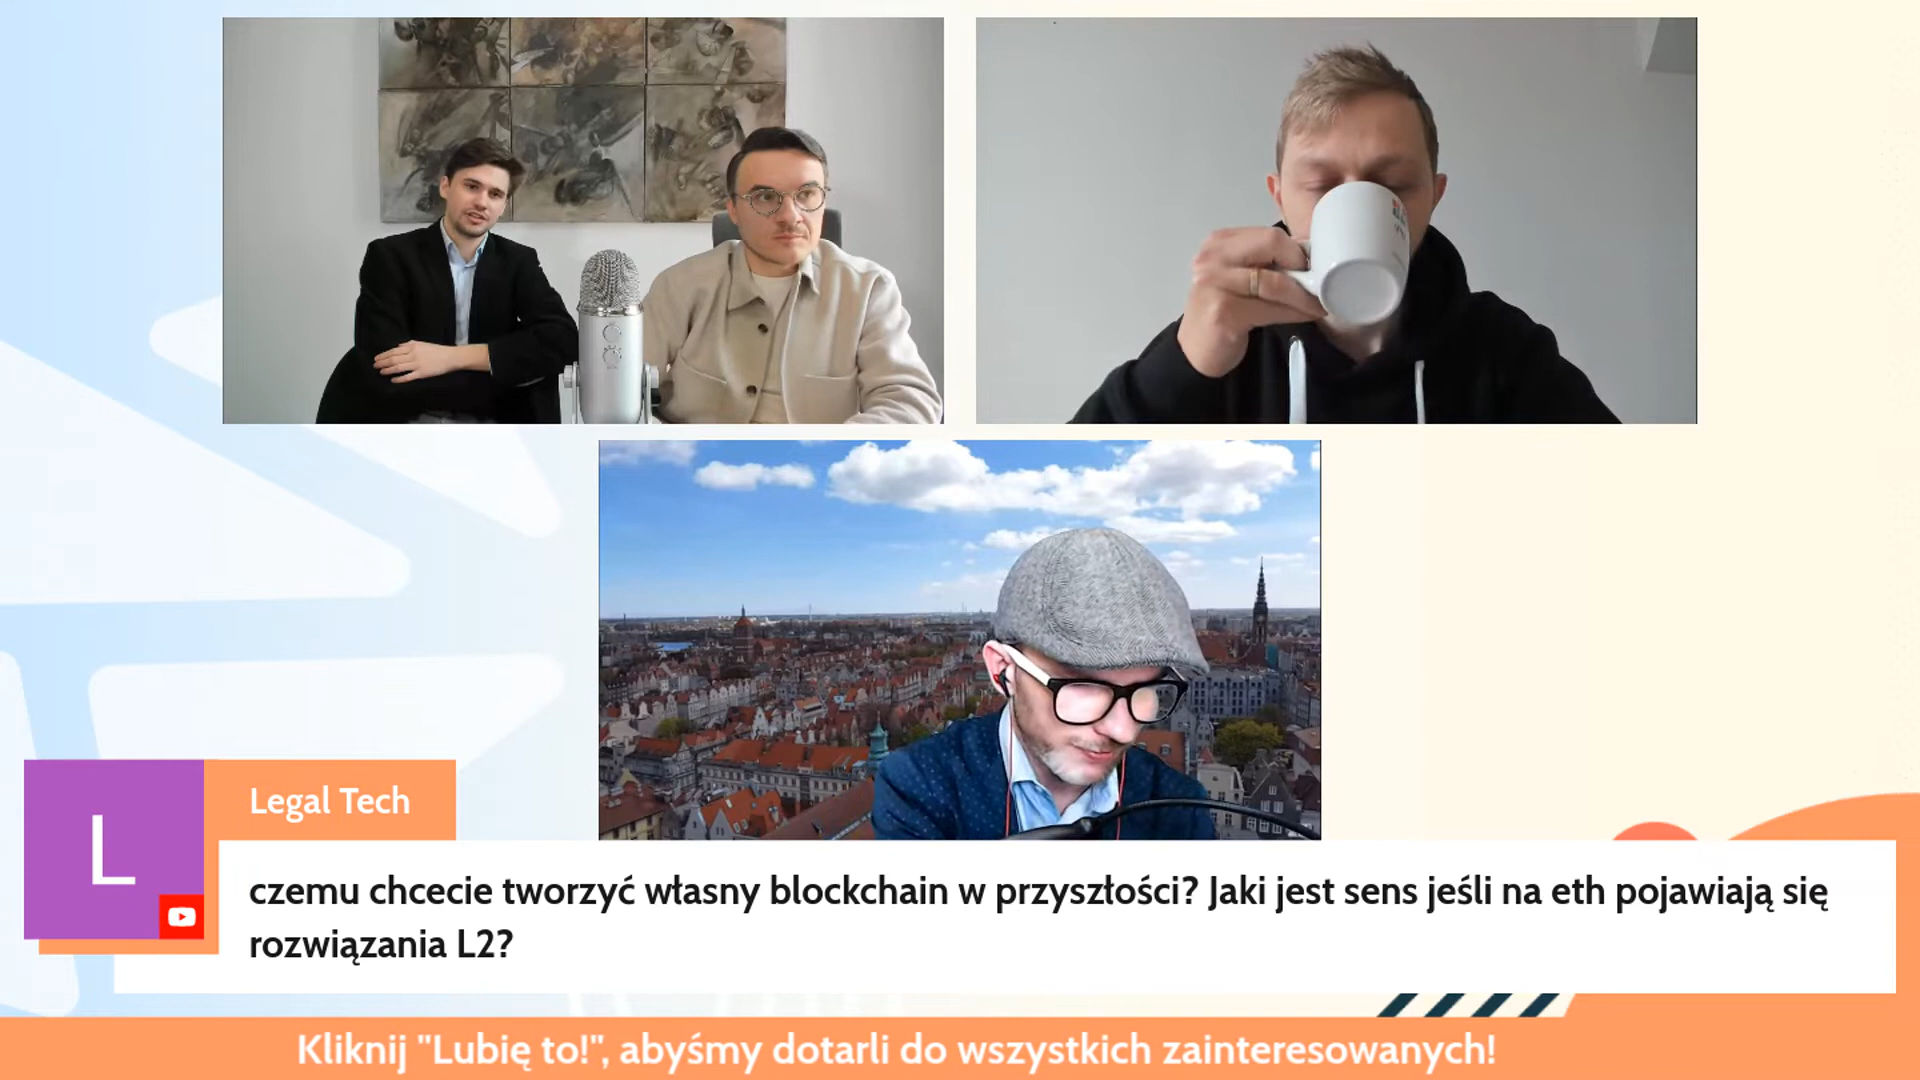 L
Legal Tech
czemu chcecie tworzyć własny blockchain w przyszłości? Jaki jest sens jeśli na eth pojawiają się
rozwiązania L2?
Kliknij "Lubię to!", abyśmy dotarli do wszystkich zainteresowanych!